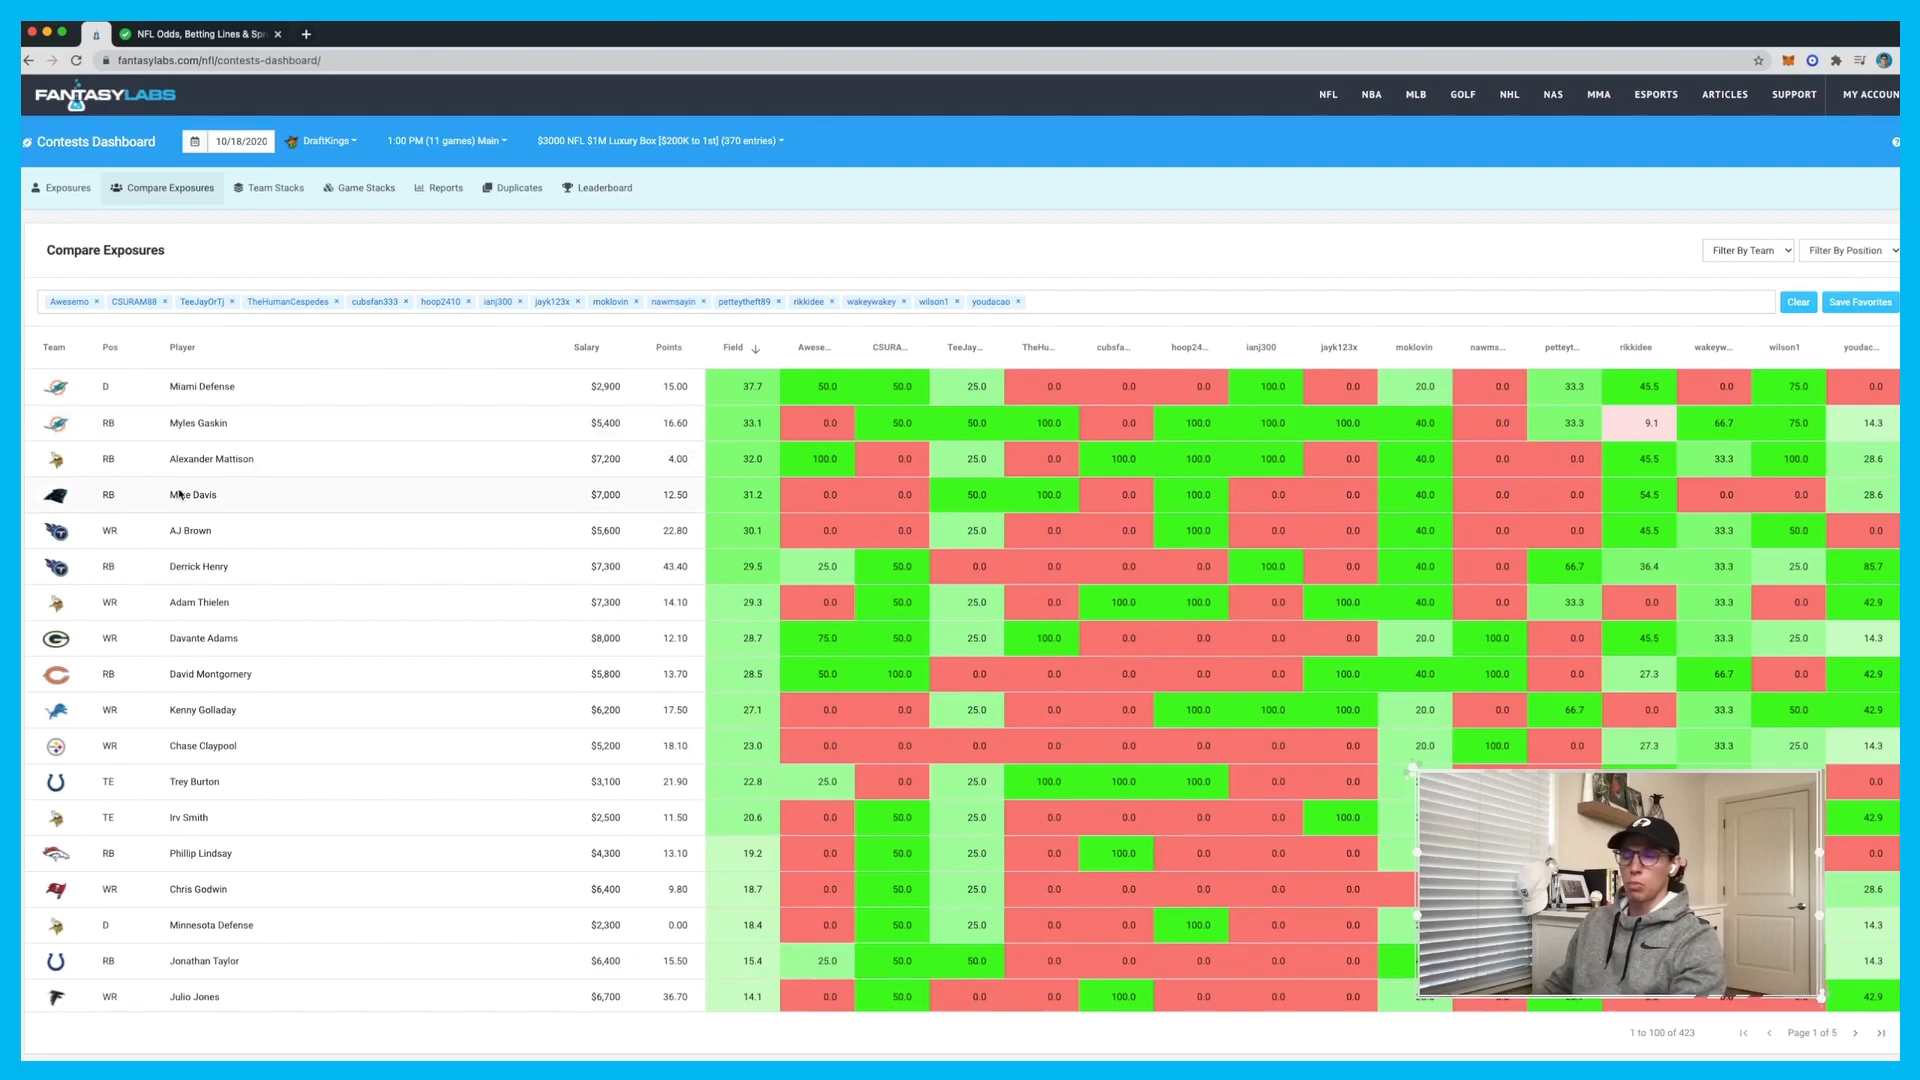 NFL Odds, Betting Lines & Spr
fantasylabs.com/nfl/contests-dashboard/
FANTASYLABS NFL NBA MLB GOLF NHL NAS MMA ESPORTS ARTICLES SUPPORT MY ACCOUN
Contests Dashboard 10/18/2020 DraftKings 1:00 PM (11 games) Main $3000 NFL $1M Luxury Box [$200K to 1st] (370 entries)
Exposures Compare Exposures Team Stacks Game Stacks Reports Duplicates Leaderboard
Compare Exposures Filter By Team Filter By Position
Awesemo × CSURAM88 × TeeJayOrTj × TheHumanCespedes × cubsfan333 × hoop2410 × ianj300 × jayk123x × moklovin × nawmsayin × petteytheft89 × rikkidee × wakeywakey × wilson1 × youdacao × Clear Save Favorites
Team Pos Player Salary Points Field Awese... CSURA... TeeJay... TheHu... cubsfa... hoop24... ianj300 jayk123x moklovin nawms... petteyt... rikkidee wakeyw... wilson1 youdac...
D Miami Defense $2,900 15.00 37.7 50.0 50.0 25.0 0.0 0.0 0.0 100.0 0.0 20.0 0.0 33.3 45.5 0.0 75.0 0.0
RB Myles Gaskin $5,400 16.60 33.1 0.0 50.0 50.0 100.0 0.0 100.0 100.0 100.0 40.0 0.0 33.3 9.1 66.7 75.0 14.3
RB Alexander Mattison $7,200 4.00 32.0 100.0 0.0 25.0 0.0 100.0 100.0 100.0 0.0 40.0 0.0 0.0 45.5 33.3 100.0 28.6
RB Mike Davis $7,000 12.50 31.2 0.0 0.0 50.0 100.0 0.0 100.0 0.0 0.0 40.0 0.0 0.0 54.5 0.0 0.0 28.6
WR AJ Brown $5,600 22.80 30.1 0.0 0.0 25.0 0.0 0.0 100.0 0.0 0.0 40.0 0.0 0.0 45.5 33.3 50.0 0.0
RB Derrick Henry $7,300 43.40 29.5 25.0 50.0 0.0 0.0 0.0 0.0 100.0 0.0 40.0 0.0 66.7 36.4 33.3 25.0 85.7
WR Adam Thielen $7,300 14.10 29.3 0.0 50.0 25.0 0.0 100.0 100.0 0.0 100.0 40.0 0.0 33.3 0.0 33.3 0.0 42.9
WR Davante Adams $8,000 12.10 28.7 75.0 50.0 25.0 100.0 0.0 0.0 0.0 0.0 20.0 100.0 0.0 45.5 33.3 25.0 14.3
RB David Montgomery $5,800 13.70 28.5 50.0 100.0 0.0 0.0 0.0 0.0 0.0 100.0 40.0 100.0 0.0 27.3 66.7 0.0 42.9
WR Kenny Golladay $6,200 17.50 27.1 0.0 0.0 25.0 0.0 0.0 100.0 100.0 100.0 20.0 0.0 66.7 0.0 33.3 50.0 42.9
WR Chase Claypool $5,200 18.10 23.0 0.0 0.0 0.0 0.0 0.0 0.0 0.0 0.0 20.0 100.0 0.0 27.3 33.3 25.0 14.3
TE Trey Burton $3,100 21.90 22.8 25.0 0.0 25.0 100.0 100.0 100.0 0.0 0.0 0.0
TE Irv Smith $2,500 11.50 20.6 0.0 50.0 25.0 0.0 0.0 0.0 0.0 100.0 42.9
RB Phillip Lindsay $4,300 13.10 19.2 0.0 50.0 25.0 0.0 100.0 0.0 0.0 0.0 0.0
WR Chris Godwin $6,400 9.80 18.7 0.0 50.0 25.0 0.0 0.0 0.0 0.0 0.0 28.6
D Minnesota Defense $2,300 0.00 18.4 0.0 50.0 25.0 0.0 0.0 100.0 0.0 0.0 14.3
RB Jonathan Taylor $6,400 15.50 15.4 25.0 50.0 50.0 0.0 0.0 0.0 0.0 0.0 14.3
WR Julio Jones $6,700 36.70 14.1 0.0 50.0 0.0 0.0 100.0 0.0 0.0 0.0 42.9
1 to 100 of 423 Page 1 of 5